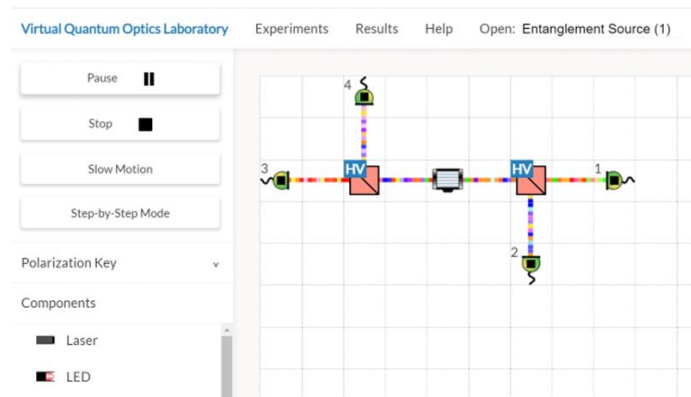 Virtual Quantum Optics Laboratory Experiments Results Help Open: Entanglement Source (1)
Pause
Stop
Slow Motion
Step-by-Step Mode
Polarization Key v
Components
Laser
LED
4
3 HV HV 1
2